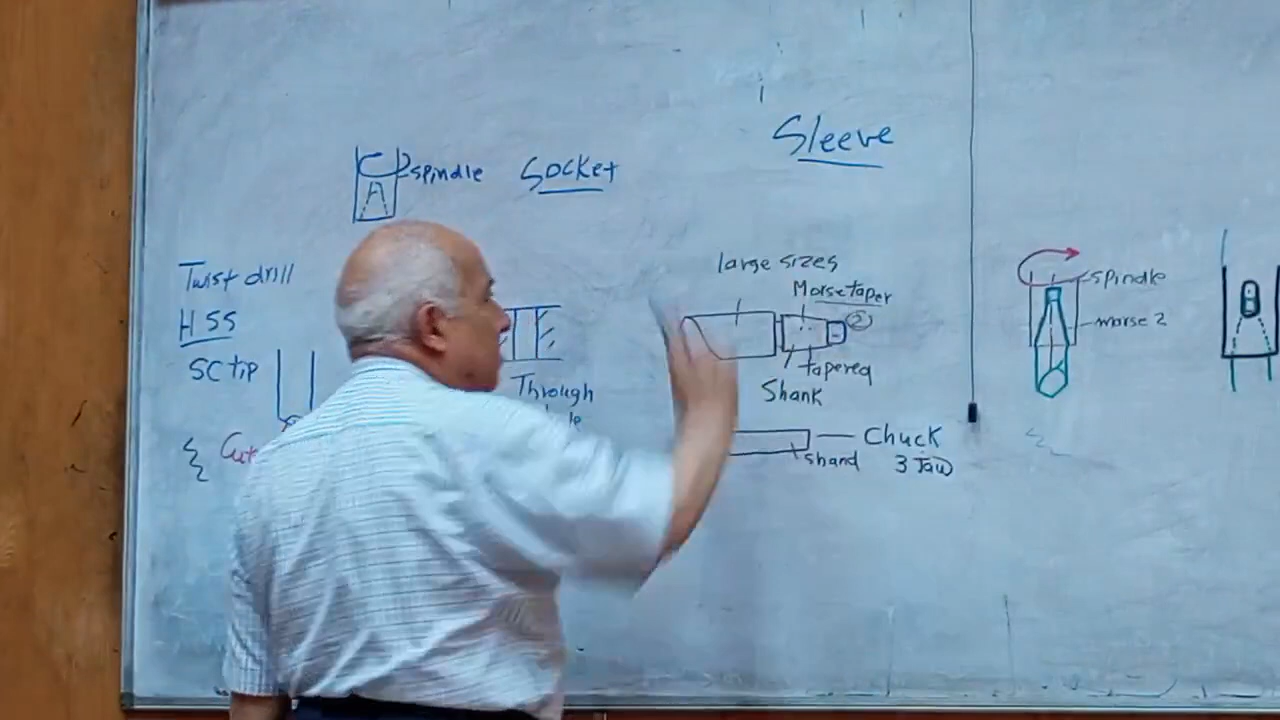 Sleeve
spindle Socket
Twist drill
HSS
SC tip
Through
large sizes
Morse taper
2
tapered
Shank
Chuck
shand 3 Jaw
spindle
morse 2